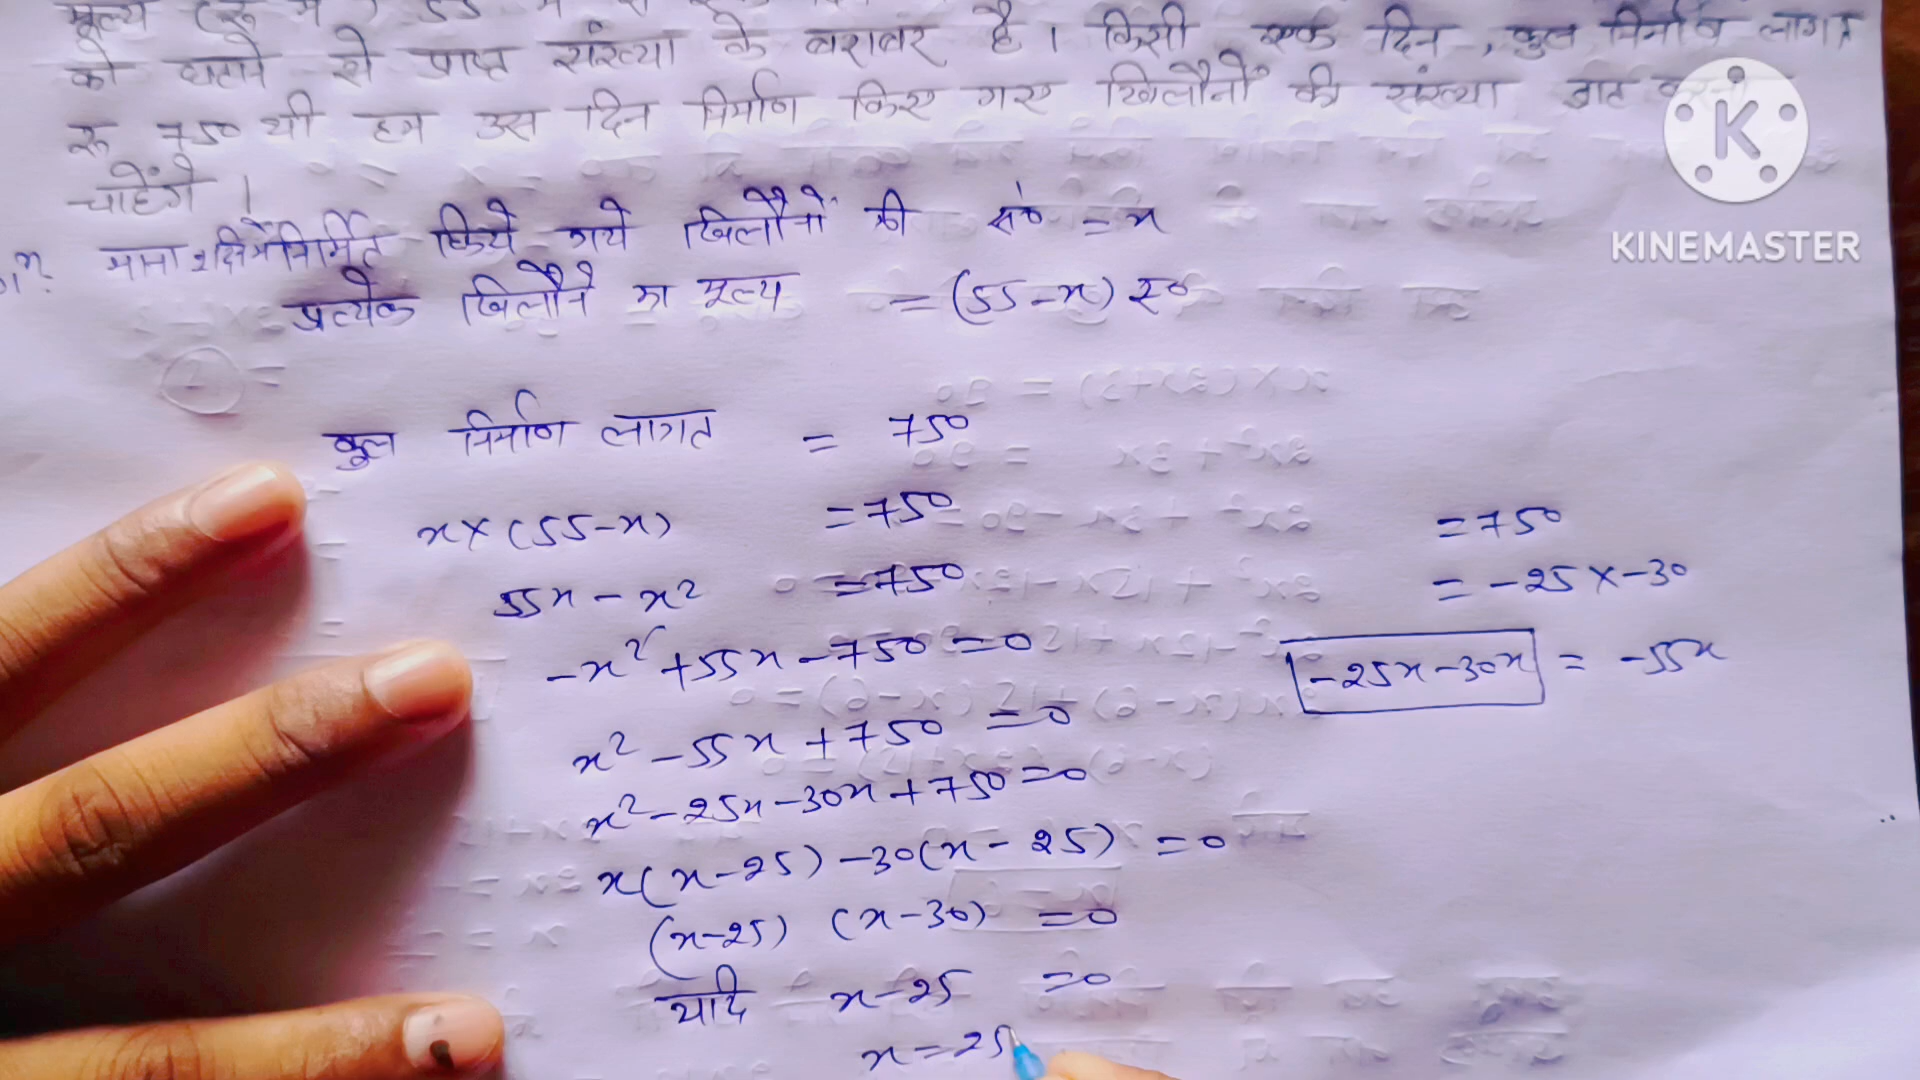 मूल्य (रू में) 55 में से
को घटाने से प्राप्त संख्या के बराबर है। किसी एक दिन, कुल निर्माण लागत
रू 750 थी हम उस दिन निर्माण किए गए खिलौनों की संख्या ज्ञात करना
चाहेंगे।
माना १ दिन में निर्मित किये गये खिलौनों की सं० = x
प्रत्येक खिलौने का मूल्य = (55-x) रु०
कुल निर्माण लागत = 750
x×(55-x) = 750
55x - x² = 750
-x² + 55x - 750 = 0
x² - 55x + 750 = 0
x² - 25x - 30x + 750 = 0
x(x-25) - 30(x-25) = 0
(x-25) (x-30) = 0
यदि x-25 = 0
x = 25
= 750
= -25 × -30
-25x - 30x = -55x
K
KINEMASTER